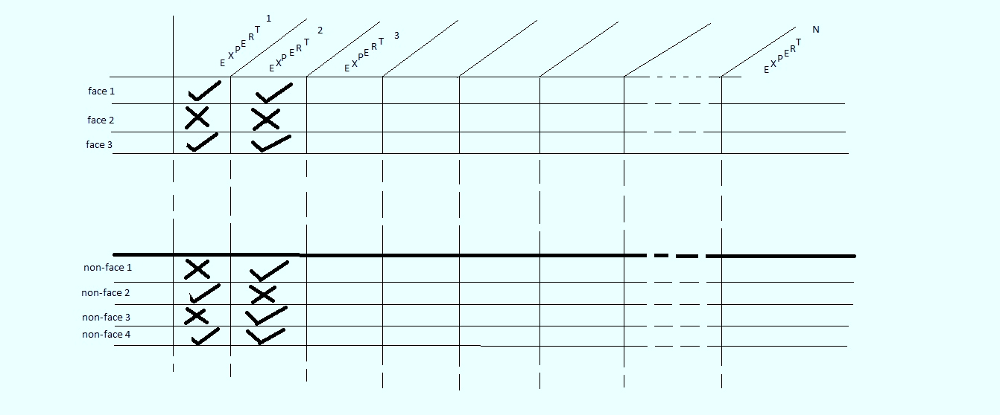 EXPERT 1
EXPERT 2
EXPERT 3
EXPERT N
face 1
face 2
face 3
non-face 1
non-face 2
non-face 3
non-face 4